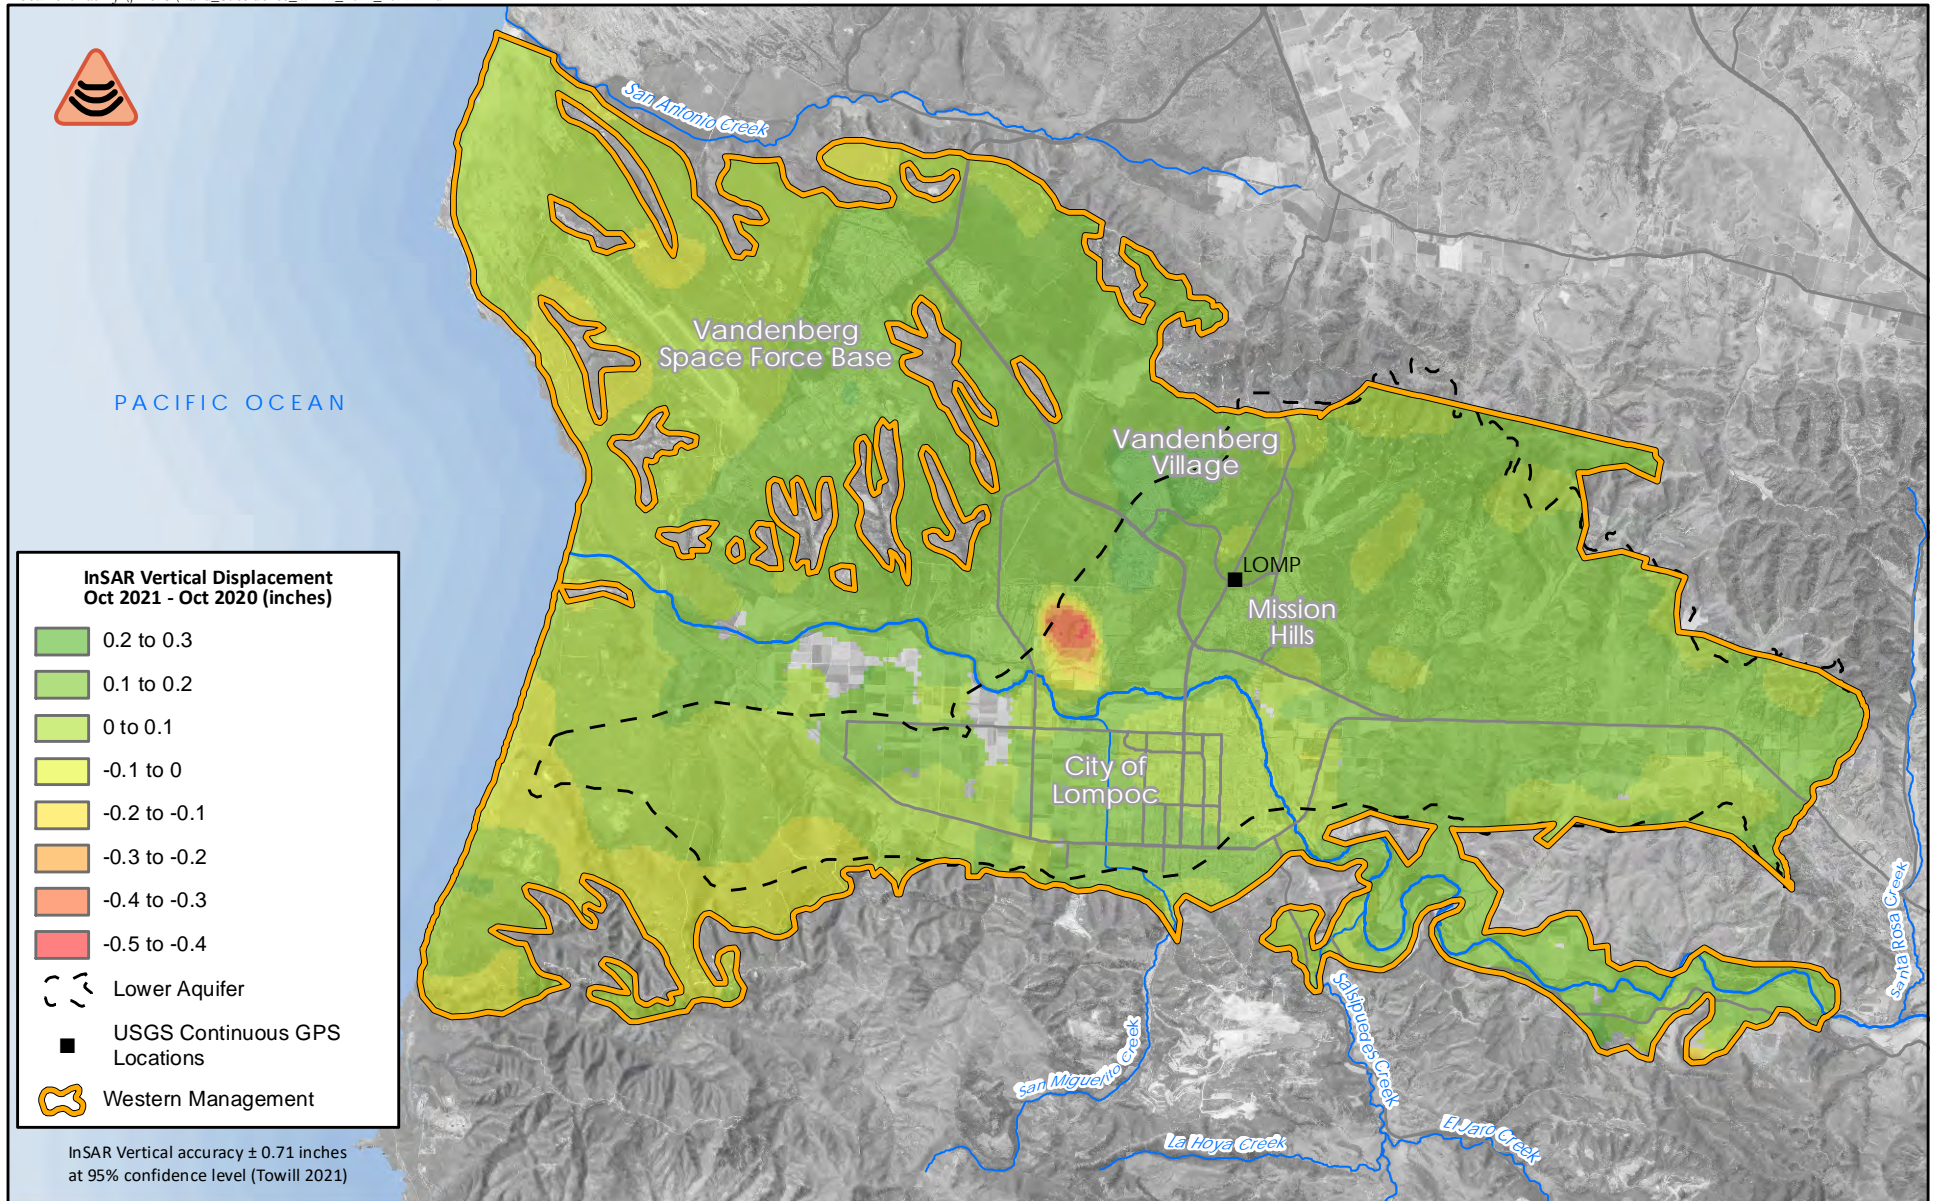 San Antonio Creek
Vandenberg
Space Force Base
PACIFIC OCEAN
Vandenberg
Village
LOMP
Mission
Hills
City of
Lompoc
InSAR Vertical Displacement
Oct 2021 - Oct 2020 (inches)
0.2 to 0.3
0.1 to 0.2
0 to 0.1
-0.1 to 0
-0.2 to -0.1
-0.3 to -0.2
-0.4 to -0.3
-0.5 to -0.4
Lower Aquifer
USGS Continuous GPS
Locations
Western Management
InSAR Vertical accuracy ± 0.71 inches
at 95% confidence level (Towill 2021)
Santa Rosa Creek
Salsipuedes Creek
San Miguelito Creek
La Hoya Creek
El Jaro Creek